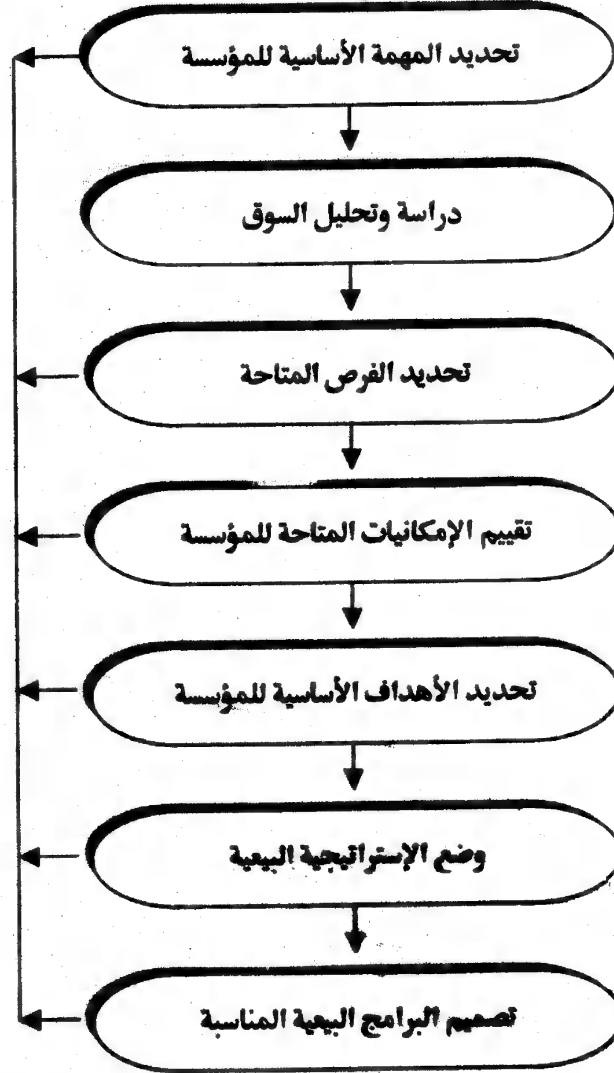 تحديد المهمة الأساسية للمؤسسة
دراسة وتحليل السوق
تحديد الفرص المتاحة
تقييم الإمكانيات المتاحة للمؤسسة
تحديد الأهداف الأساسية للمؤسسة
وضع الإستراتيجية البيعية
تصميم البرامج البيعية المناسبة